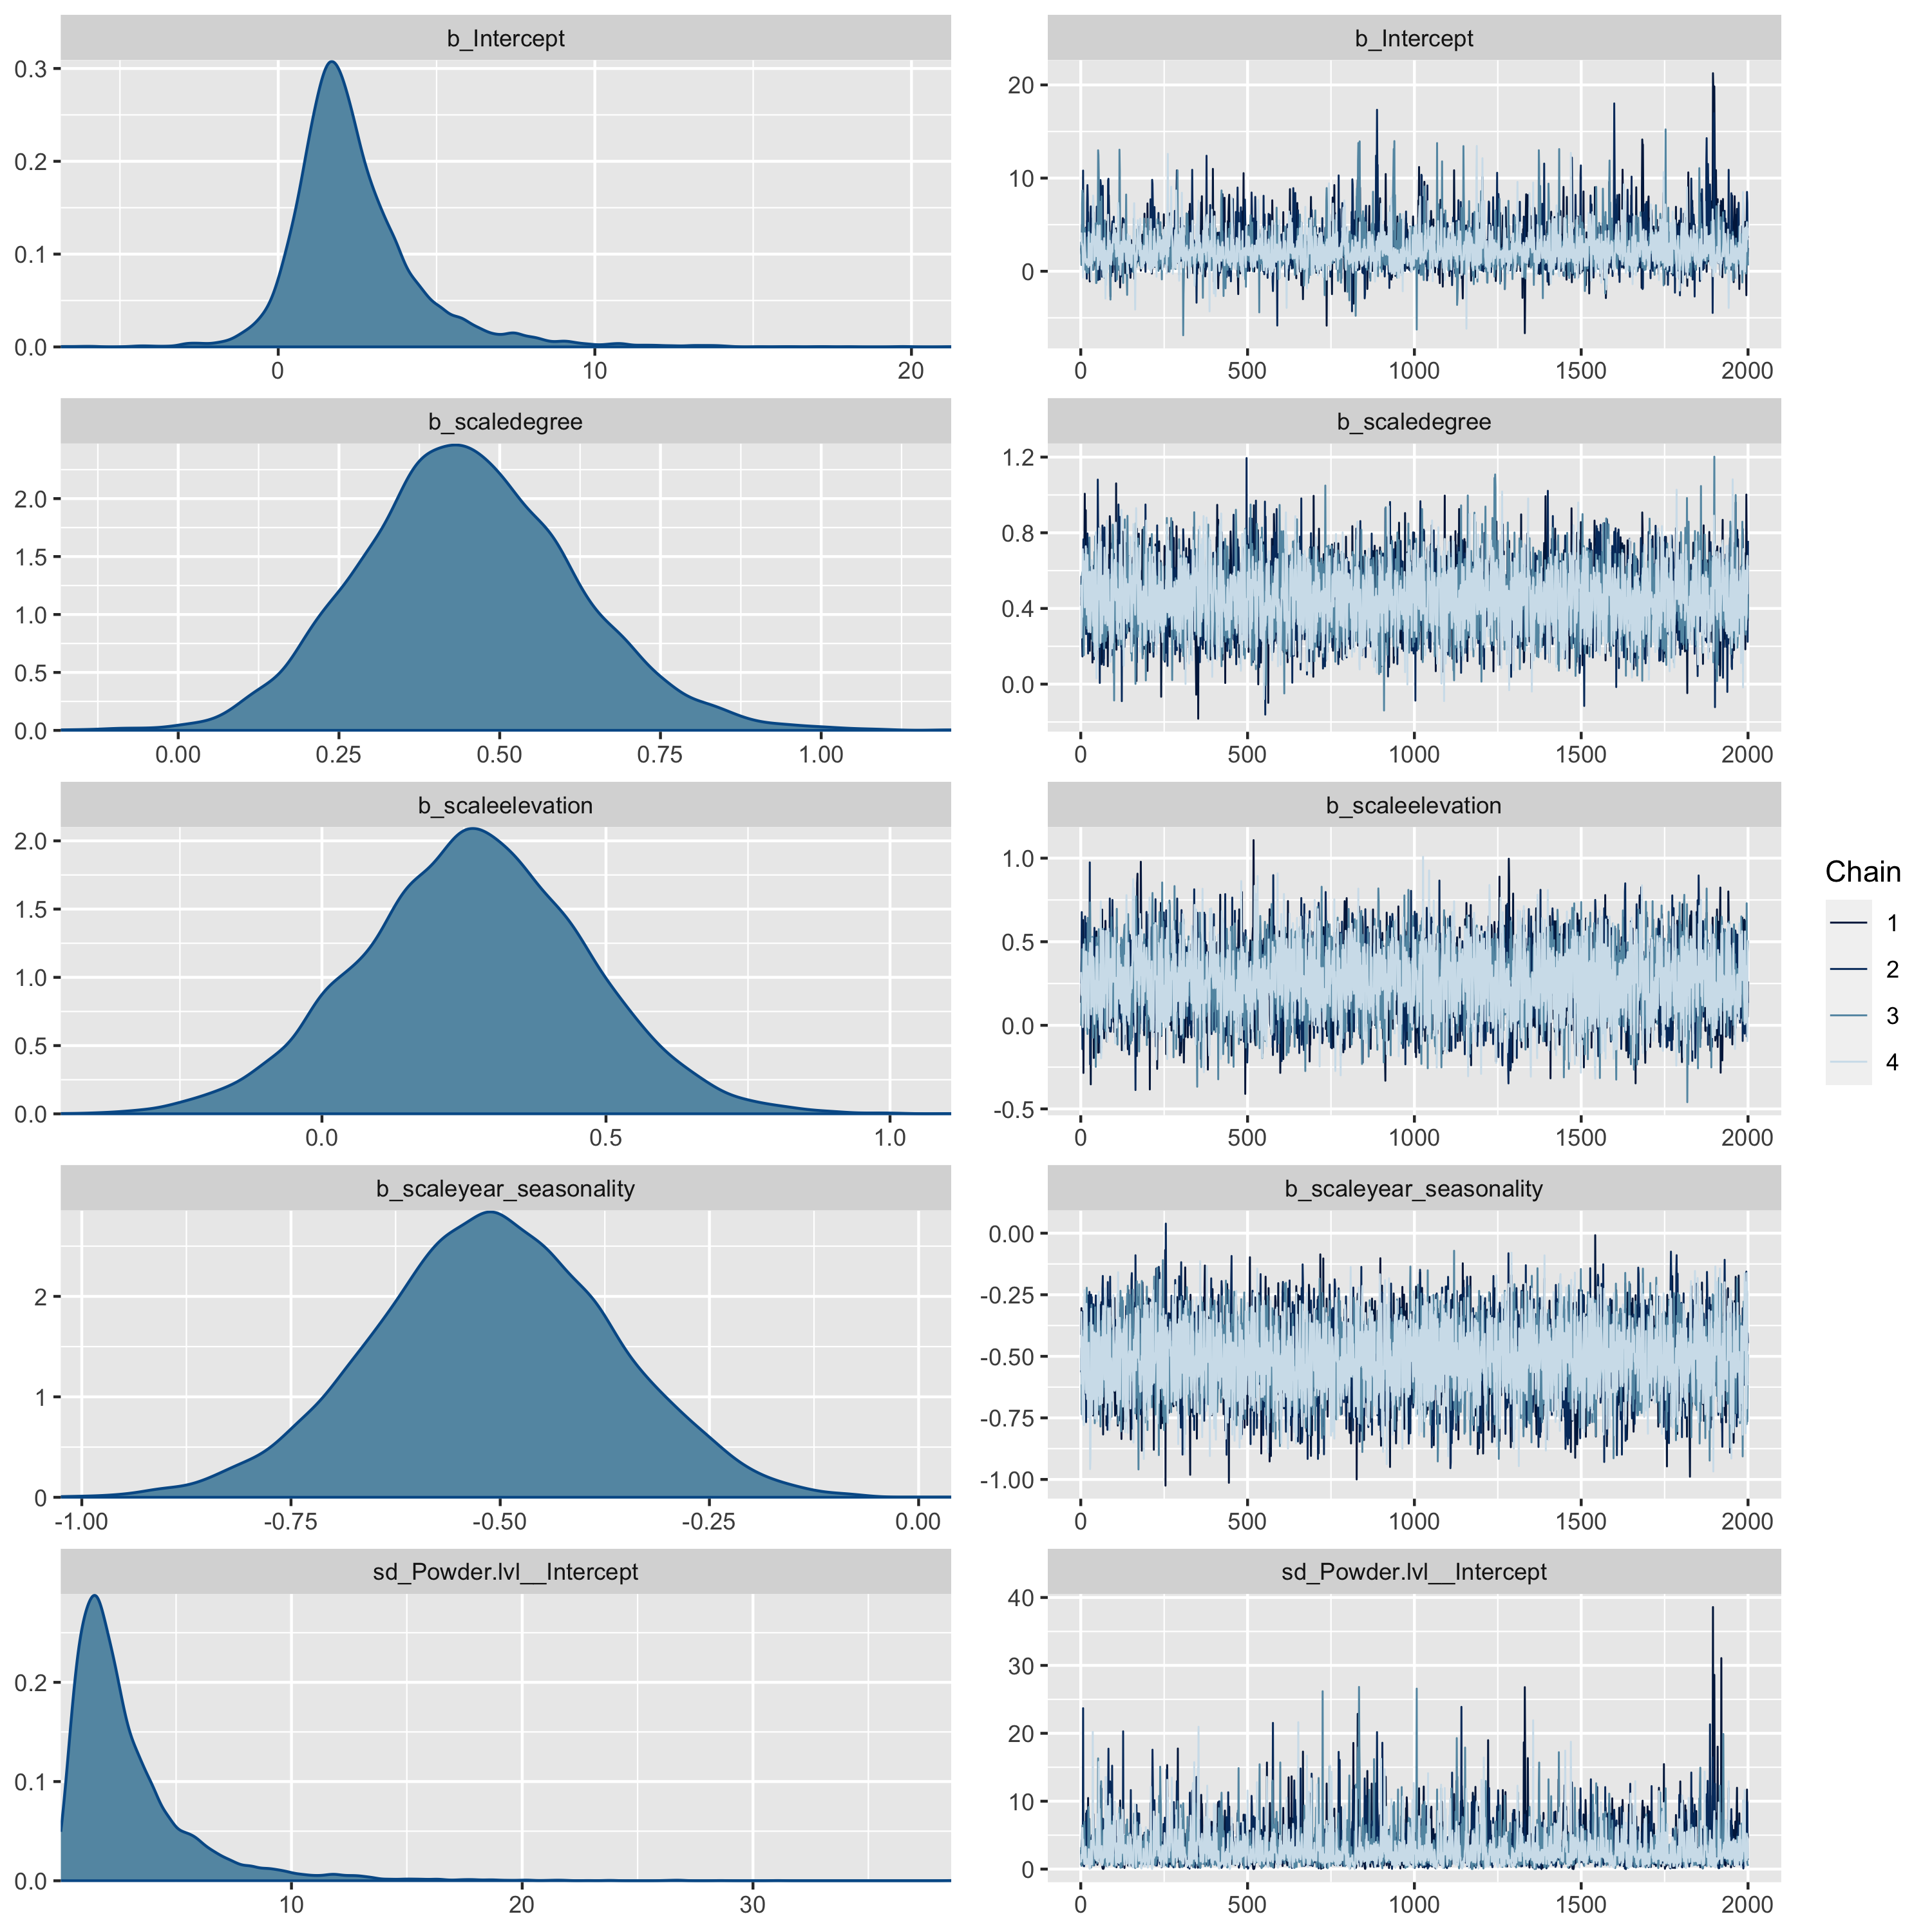 b_Intercept
0.3
0.2
0.1
0.0
0 10 20
b_Intercept
20
10
0
0 500 1000 1500 2000
b_scaledegree
2.0
1.5
1.0
0.5
0.0
0.00 0.25 0.50 0.75 1.00
b_scaledegree
1.2
0.8
0.4
0.0
0 500 1000 1500 2000
b_scaleelevation
2.0
1.5
1.0
0.5
0.0
0.0 0.5 1.0
b_scaleelevation
1.0
0.5
0.0
-0.5
0 500 1000 1500 2000
b_scaleyear_seasonality
2
1
0
-1.00 -0.75 -0.50 -0.25 0.00
b_scaleyear_seasonality
0.00
-0.25
-0.50
-0.75
-1.00
0 500 1000 1500 2000
sd_Powder.lvl__Intercept
0.2
0.1
0.0
10 20 30
sd_Powder.lvl__Intercept
40
30
20
10
0
0 500 1000 1500 2000
Chain
1
2
3
4